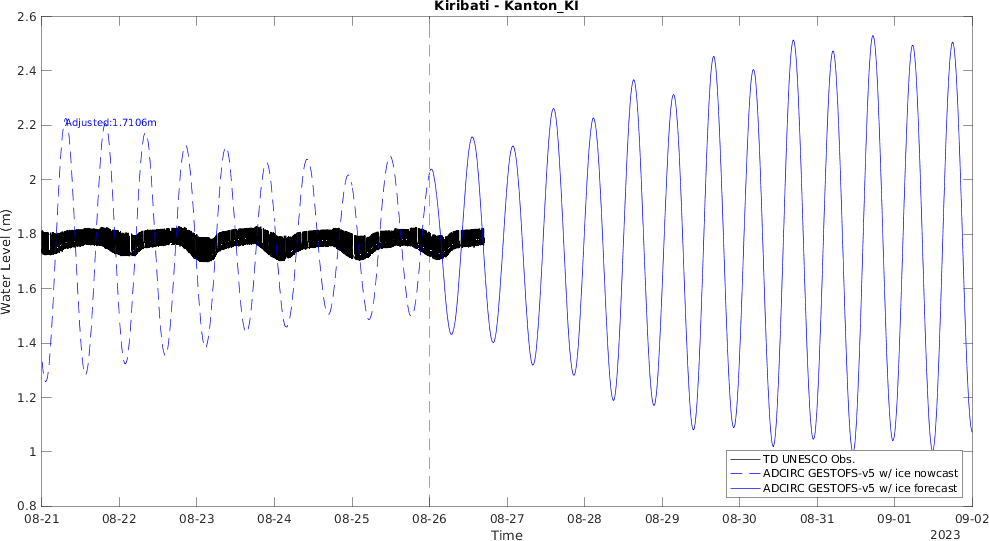 Kiribati - Kanton_KI
2.6
2.4
2.2
2
1.8
1.6
1.4
1.2
1
0.8
Water Level (m)
Adjusted:1.7106m
TD UNESCO Obs.
ADCIRC GESTOFS-v5 w/ ice nowcast
ADCIRC GESTOFS-v5 w/ ice forecast
08-21 08-22 08-23 08-24 08-25 08-26 08-27 08-28 08-29 08-30 08-31 09-01 09-02
Time
2023